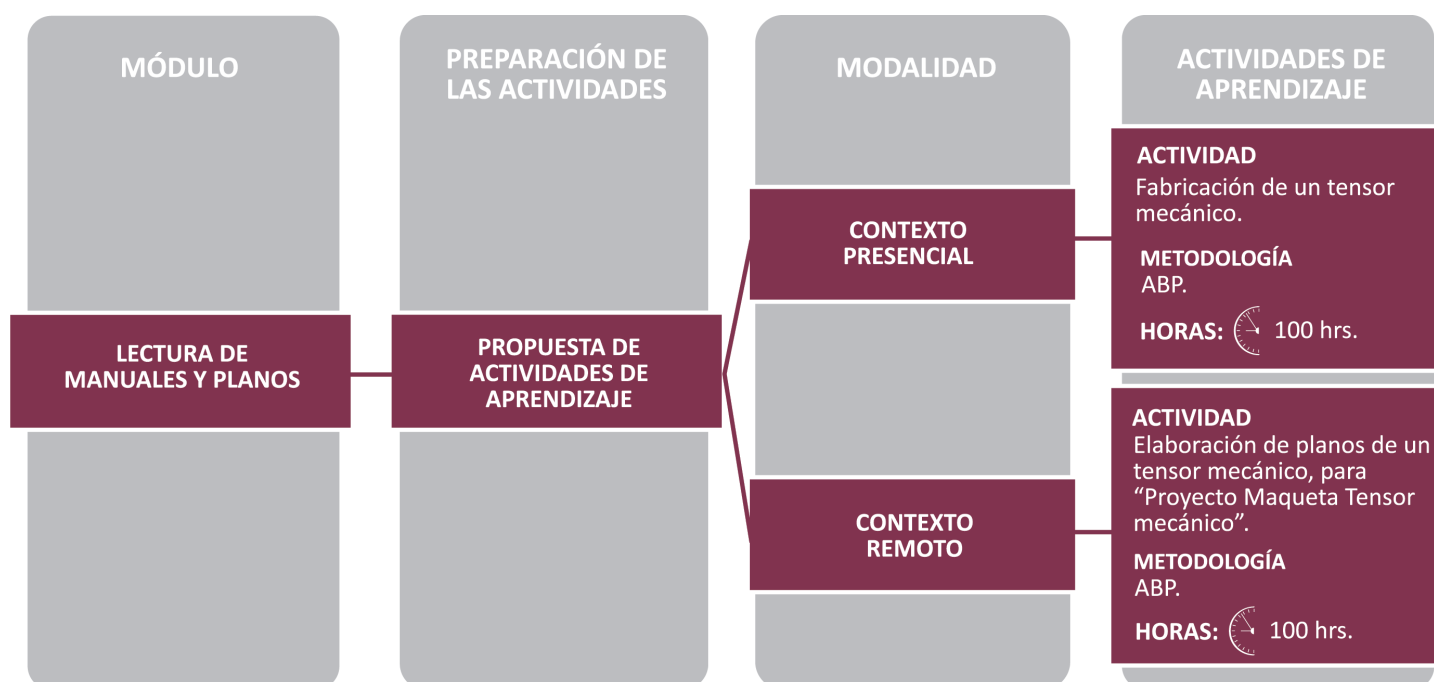 MÓDULO
PREPARACIÓN DE
LAS ACTIVIDADES
MODALIDAD
ACTIVIDADES DE
APRENDIZAJE
LECTURA DE
MANUALES Y PLANOS
PROPUESTA DE
ACTIVIDADES DE
APRENDIZAJE
CONTEXTO
PRESENCIAL
ACTIVIDAD
Fabricación de un tensor
mecánico.
METODOLOGÍA
ABP.
HORAS: 100 hrs.
CONTEXTO
REMOTO
ACTIVIDAD
Elaboración de planos de un
tensor mecánico, para
“Proyecto Maqueta Tensor
mecánico”.
METODOLOGÍA
ABP.
HORAS: 100 hrs.